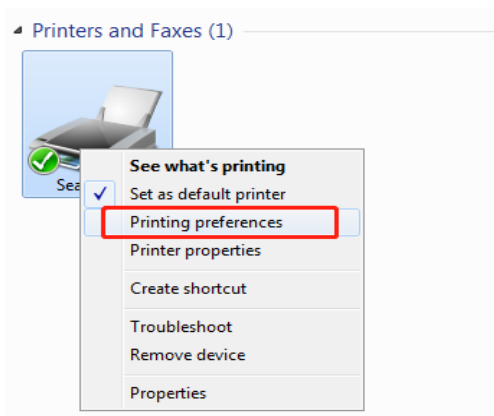 Printers and Faxes (1)
See what's printing
Sea
Set as default printer
Printing preferences
Printer properties
Create shortcut
Troubleshoot
Remove device
Properties